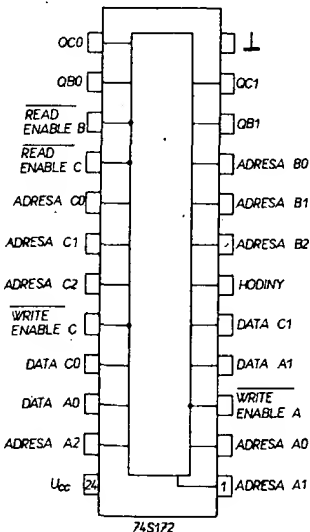 QC0
QB0
READ
ENABLE B
READ
ENABLE C
ADRESA C0
ADRESA C1
ADRESA C2
WRITE
ENABLE C
DATA C0
DATA A0
ADRESA A2
Ucc 24
⊥
QC1
QB1
ADRESA B0
ADRESA B1
ADRESA B2
HODINY
DATA C1
DATA A1
WRITE
ENABLE A
ADRESA A0
1 ADRESA A1
74S172